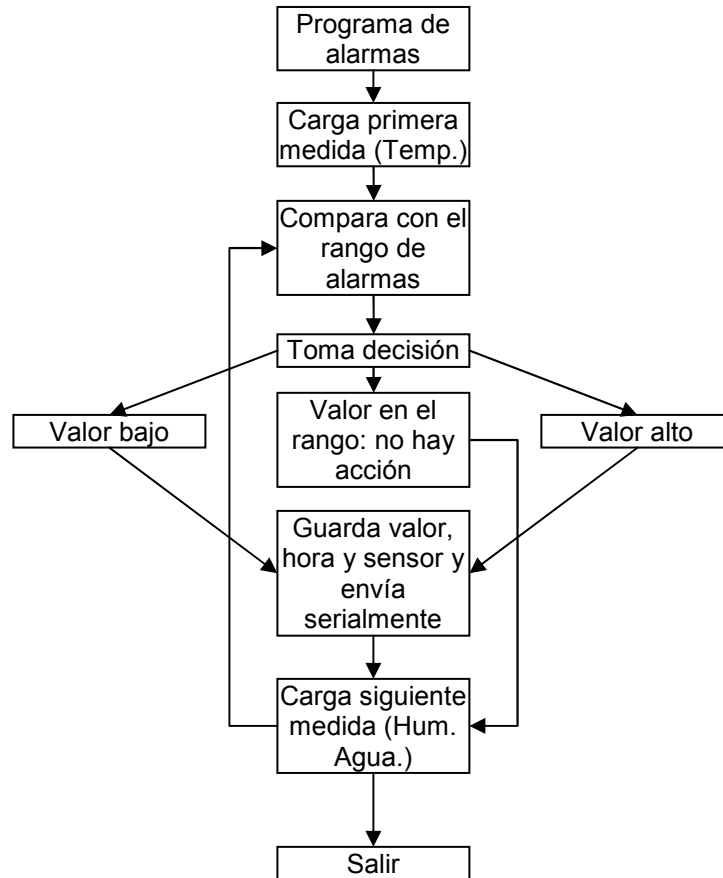 Programa de
alarmas
Carga primera
medida (Temp.)
Compara con el
rango de
alarmas
Toma decisión
Valor bajo
Valor en el
rango: no hay
acción
Valor alto
Guarda valor,
hora y sensor y
envía
serialmente
Carga siguiente
medida (Hum.
Agua.)
Salir